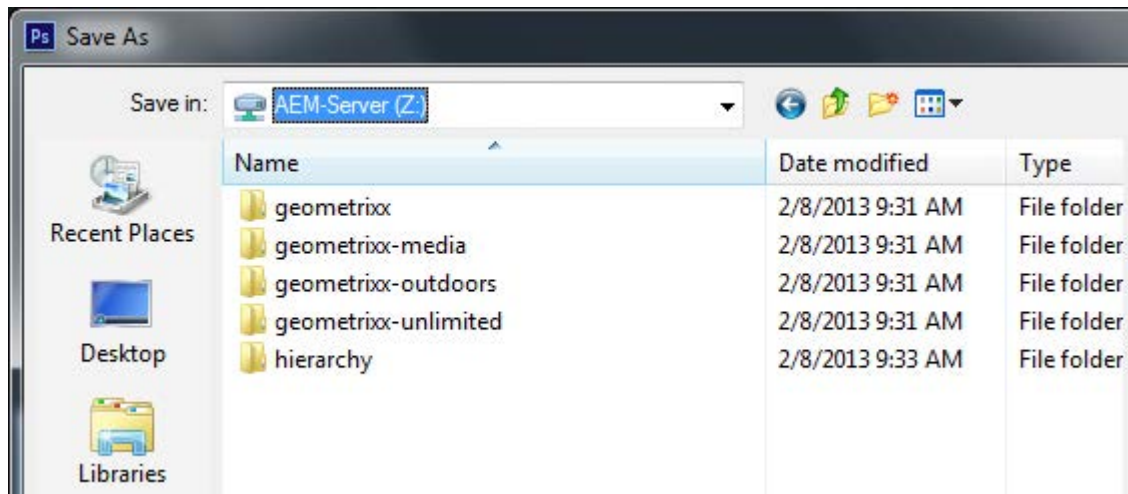 Ps Save As
Save in: AEM-Server (Z:)
Name Date modified Type
geometrixx 2/8/2013 9:31 AM File folder
geometrixx-media 2/8/2013 9:31 AM File folder
geometrixx-outdoors 2/8/2013 9:31 AM File folder
geometrixx-unlimited 2/8/2013 9:31 AM File folder
hierarchy 2/8/2013 9:33 AM File folder
Recent Places
Desktop
Libraries